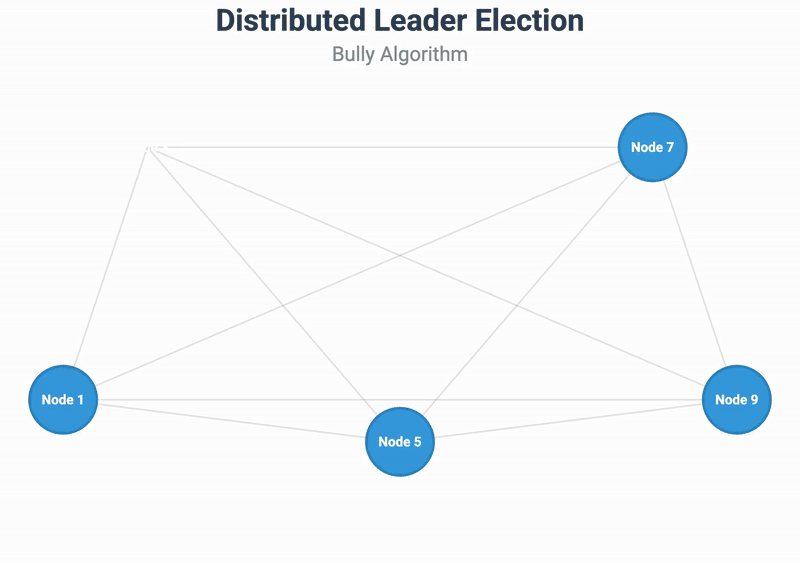 Distributed Leader Election
Bully Algorithm
Node 7
Node 1
Node 9
Node 5